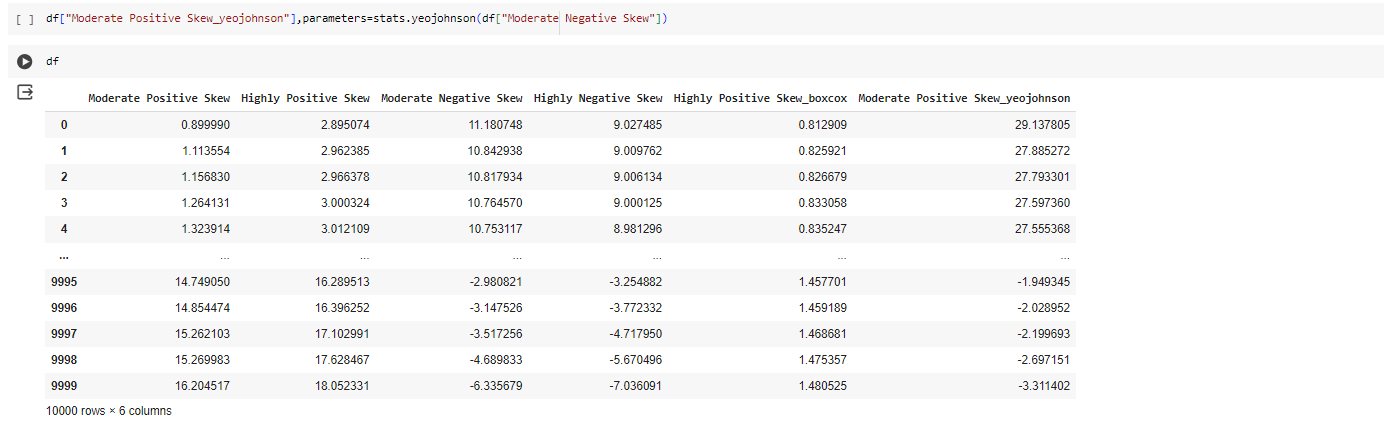 [ ] df["Moderate Positive Skew_yeojohnson"],parameters=stats.yeojohnson(df["Moderate Negative Skew"])
df
Moderate Positive Skew Highly Positive Skew Moderate Negative Skew Highly Negative Skew Highly Positive Skew_boxcox Moderate Positive Skew_yeojohnson
0 0.899990 2.895074 11.180748 9.027485 0.812909 29.137805
1 1.113554 2.962385 10.842938 9.009762 0.825921 27.885272
2 1.156830 2.966378 10.817934 9.006134 0.826679 27.793301
3 1.264131 3.000324 10.764570 9.000125 0.833058 27.597360
4 1.323914 3.012109 10.753117 8.981296 0.835247 27.555368
... ... ... ... ... ... ...
9995 14.749050 16.289513 -2.980821 -3.254882 1.457701 -1.949345
9996 14.854474 16.396252 -3.147526 -3.772332 1.459189 -2.028952
9997 15.262103 17.102991 -3.517256 -4.717950 1.468681 -2.199693
9998 15.269983 17.628467 -4.689833 -5.670496 1.475357 -2.697151
9999 16.204517 18.052331 -6.335679 -7.036091 1.480525 -3.311402
10000 rows × 6 columns